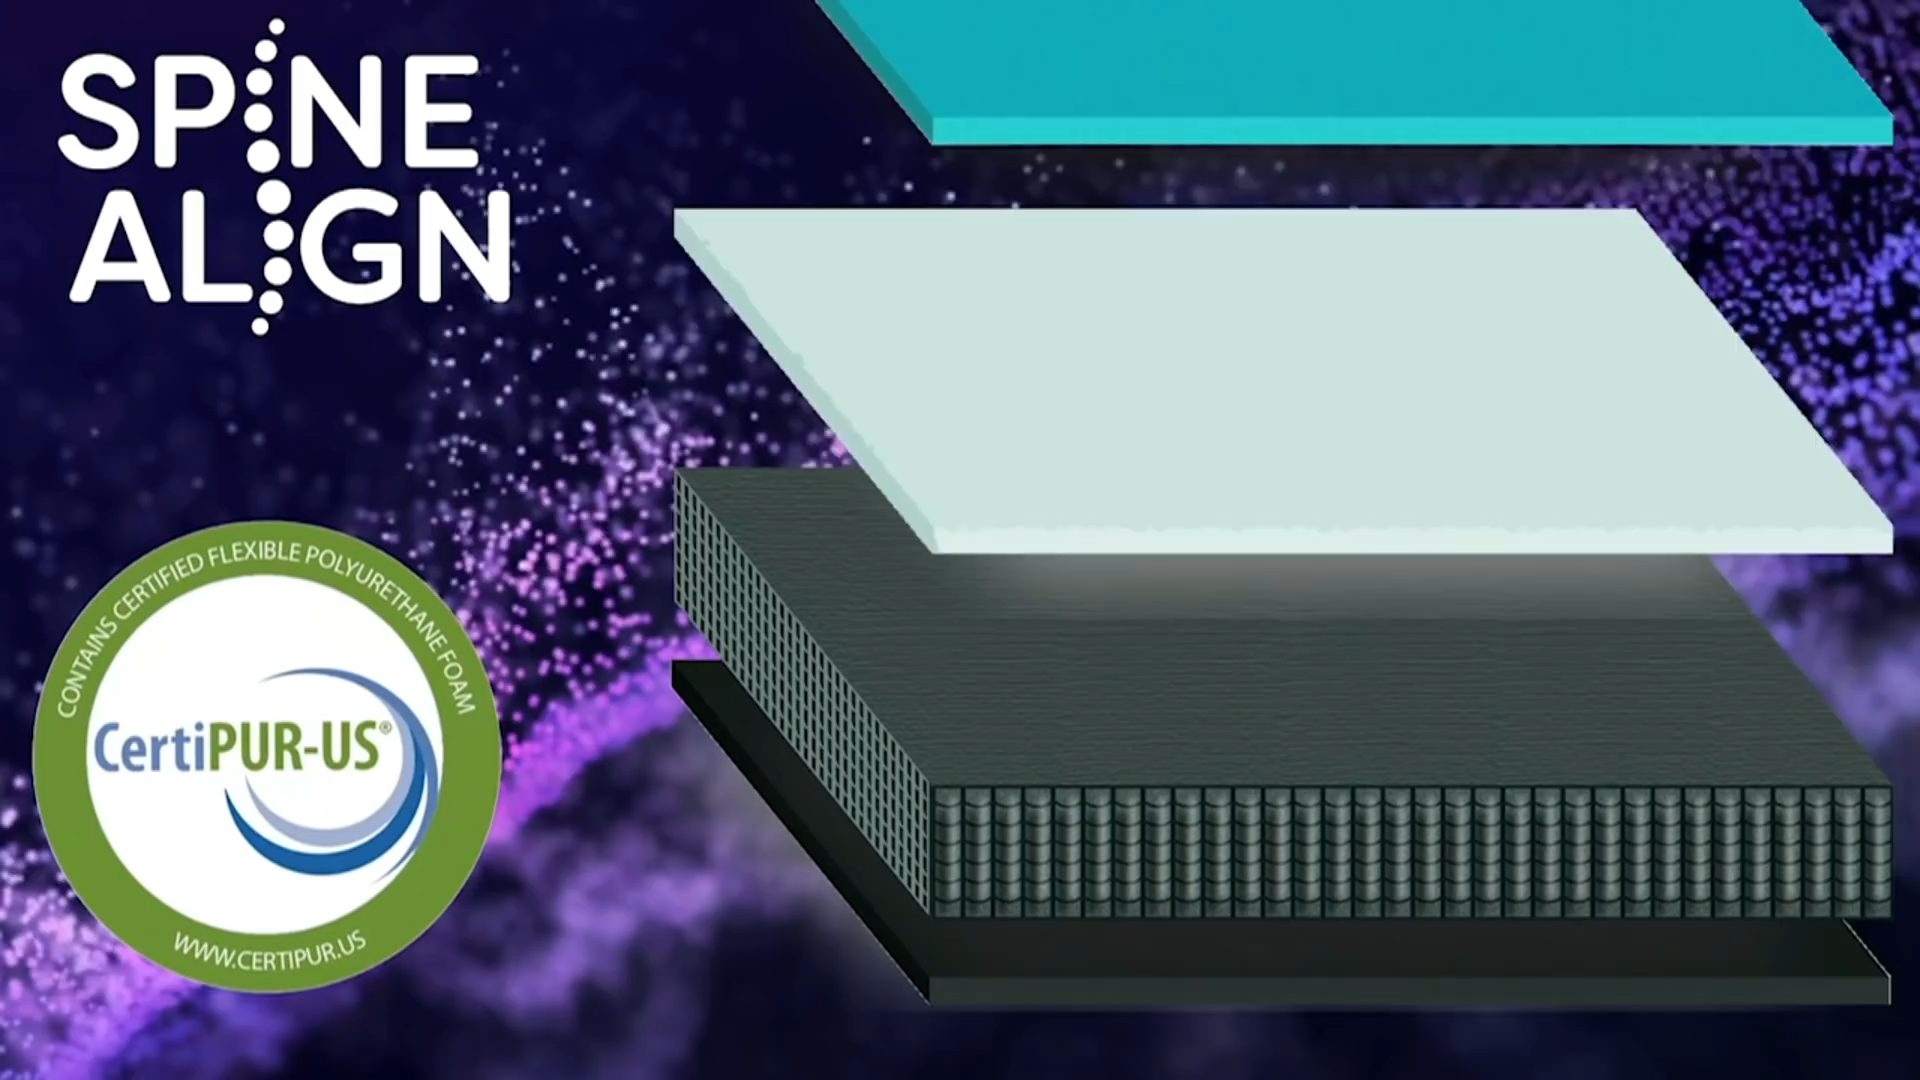 SPINE
ALIGN
CONTAINS CERTIFIED FLEXIBLE POLYURETHANE FOAM
CertiPUR-US®
WWW.CERTIPUR.US